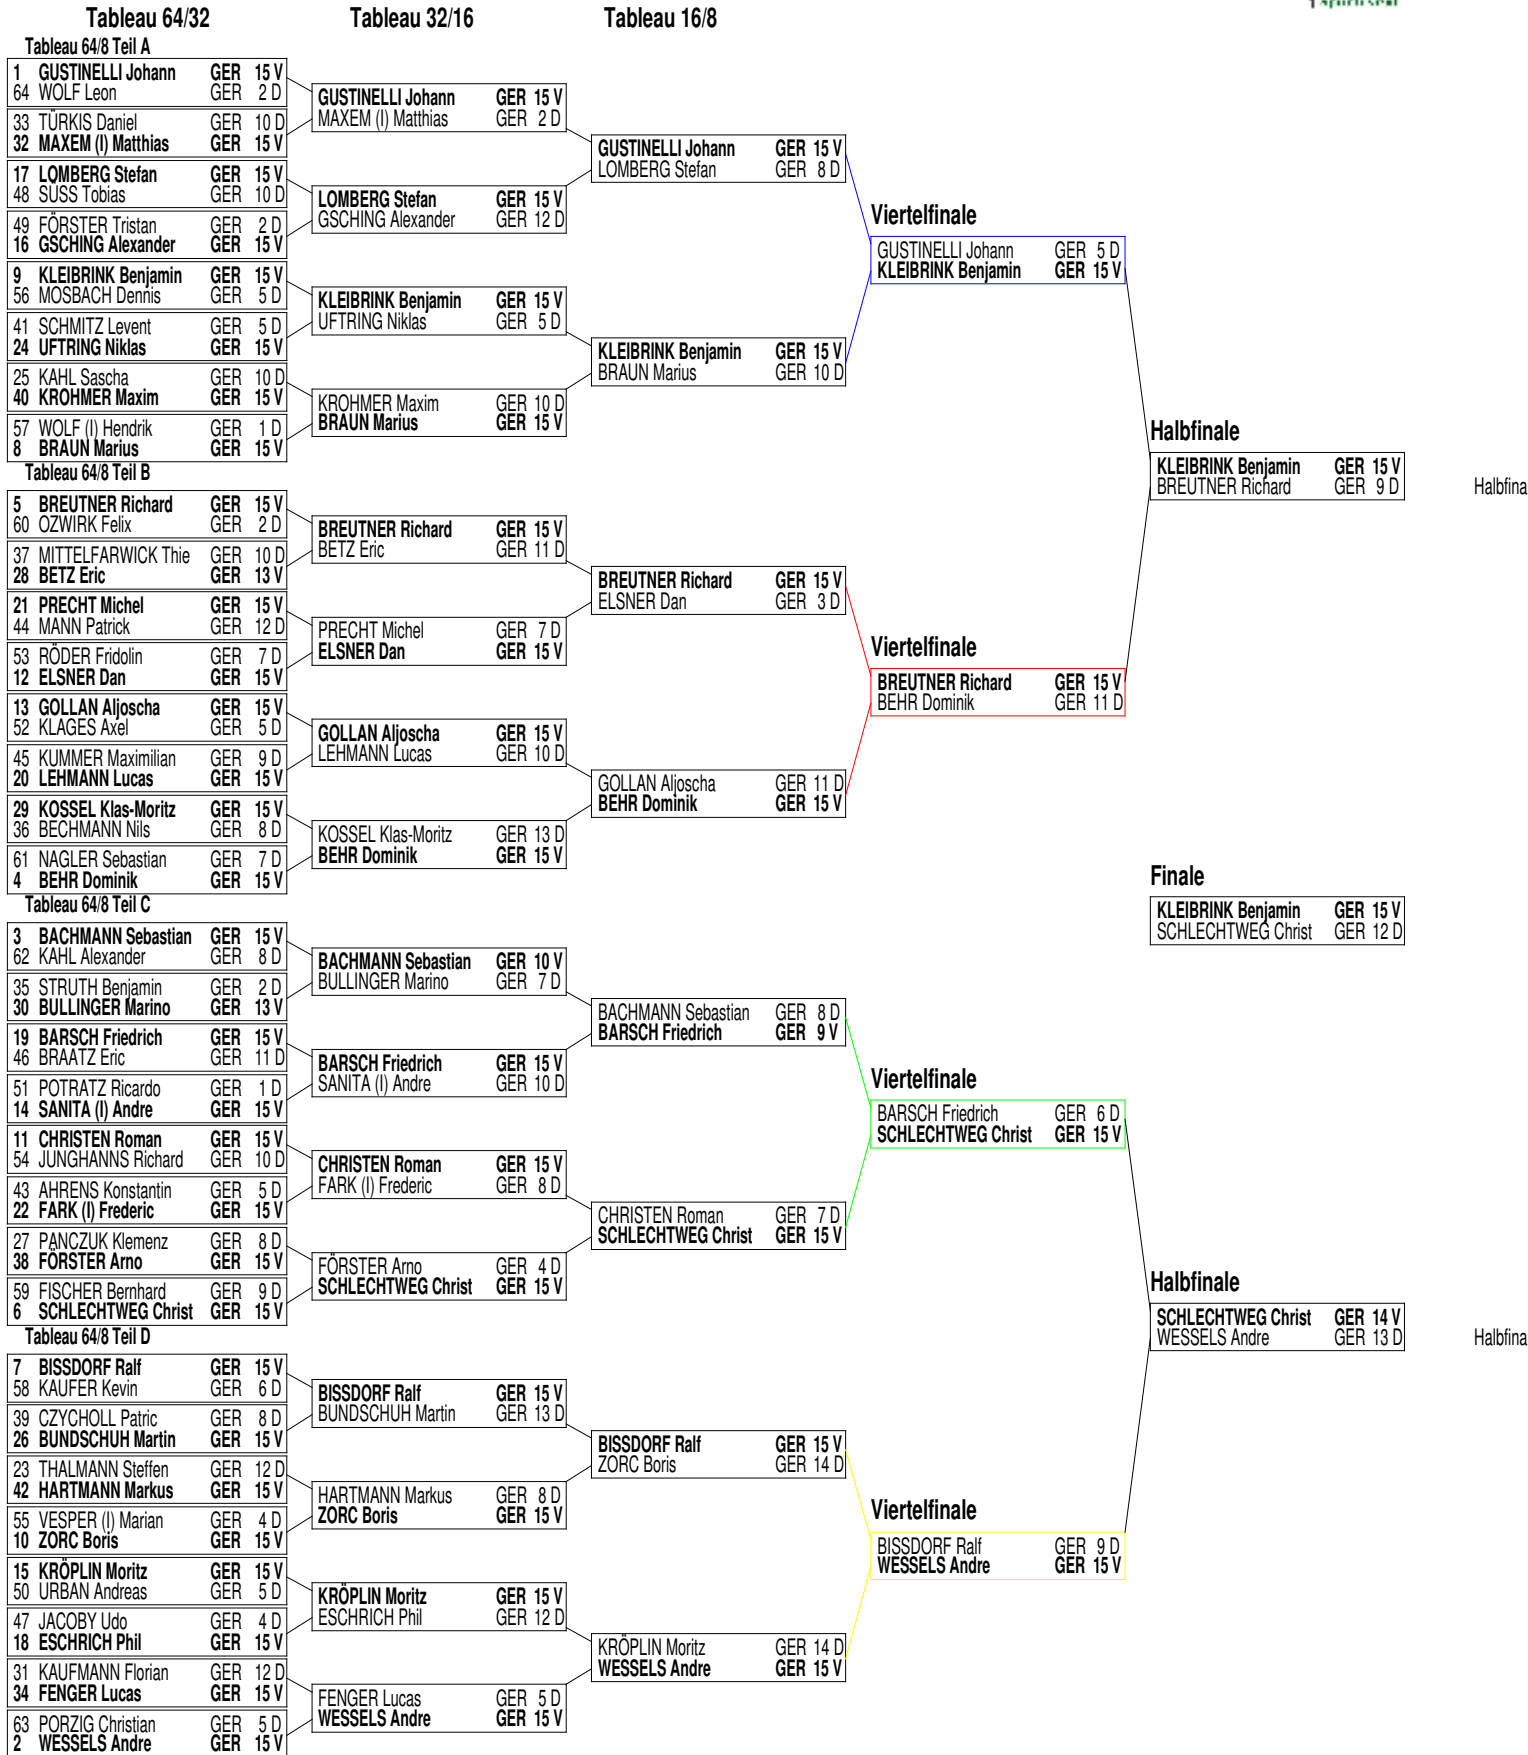 Tableau 64/32
Tableau 32/16
Tableau 16/8
Tableau 64/8 Teil A
1 GUSTINELLI Johann GER 15 V
64 WOLF Leon GER 2 D
33 TÜRKIS Daniel GER 10 D
32 MAXEM (I) Matthias GER 15 V
17 LOMBERG Stefan GER 15 V
48 SÜSS Tobias GER 10 D
49 FÖRSTER Tristan GER 2 D
16 GSCHING Alexander GER 15 V
9 KLEIBRINK Benjamin GER 15 V
56 MOSBACH Dennis GER 5 D
41 SCHMITZ Levent GER 5 D
24 UFTRING Niklas GER 15 V
25 KAHL Sascha GER 10 D
40 KROHMER Maxim GER 15 V
57 WOLF (I) Hendrik GER 1 D
8 BRAUN Marius GER 15 V
Tableau 64/8 Teil B
5 BREUTNER Richard GER 15 V
60 OZWIRK Felix GER 2 D
37 MITTELFARWICK Thie GER 10 D
28 BETZ Eric GER 13 V
21 PRECHT Michel GER 15 V
44 MANN Patrick GER 12 D
53 RÖDER Fridolin GER 7 D
12 ELSNER Dan GER 15 V
13 GOLLAN Aljoscha GER 15 V
52 KLAGES Axel GER 5 D
45 KUMMER Maximilian GER 9 D
20 LEHMANN Lucas GER 15 V
29 KOSSEL Klas-Moritz GER 15 V
36 BECHMANN Nils GER 8 D
61 NAGLER Sebastian GER 7 D
4 BEHR Dominik GER 15 V
Tableau 64/8 Teil C
3 BACHMANN Sebastian GER 15 V
62 KAHL Alexander GER 8 D
35 STRUTH Benjamin GER 2 D
30 BULLINGER Marino GER 13 V
19 BARSCH Friedrich GER 15 V
46 BRAATZ Eric GER 11 D
51 POTRATZ Ricardo GER 1 D
14 SANITA (I) Andre GER 15 V
11 CHRISTEN Roman GER 15 V
54 JUNGHANNS Richard GER 10 D
43 AHRENS Konstantin GER 5 D
22 FARK (I) Frederic GER 15 V
27 PANCZUK Klemenz GER 8 D
38 FÖRSTER Arno GER 15 V
59 FISCHER Bernhard GER 9 D
6 SCHLECHTWEG Christ GER 15 V
Tableau 64/8 Teil D
7 BISSDORF Ralf GER 15 V
58 KAUFER Kevin GER 6 D
39 CZYCHOLL Patric GER 8 D
26 BUNDSCHUH Martin GER 15 V
23 THALMANN Steffen GER 12 D
42 HARTMANN Markus GER 15 V
55 VESPER (I) Marian GER 4 D
10 ZORC Boris GER 15 V
15 KRÖPLIN Moritz GER 15 V
50 URBAN Andreas GER 5 D
47 JACOBY Udo GER 4 D
18 ESCHRICH Phil GER 15 V
31 KAUFMANN Florian GER 12 D
34 FENGER Lucas GER 15 V
63 PORZIG Christian GER 5 D
2 WESSELS Andre GER 15 V
GUSTINELLI Johann GER 15 V
MAXEM (I) Matthias GER 2 D
LOMBERG Stefan GER 15 V
GSCHING Alexander GER 12 D
KLEIBRINK Benjamin GER 15 V
UFTRING Niklas GER 5 D
KROHMER Maxim GER 10 D
BRAUN Marius GER 15 V
BREUTNER Richard GER 15 V
BETZ Eric GER 11 D
PRECHT Michel GER 7 D
ELSNER Dan GER 15 V
GOLLAN Aljoscha GER 15 V
LEHMANN Lucas GER 10 D
KOSSEL Klas-Moritz GER 13 D
BEHR Dominik GER 15 V
BACHMANN Sebastian GER 10 V
BULLINGER Marino GER 7 D
BARSCH Friedrich GER 15 V
SANITA (I) Andre GER 10 D
CHRISTEN Roman GER 15 V
FARK (I) Frederic GER 8 D
FÖRSTER Arno GER 4 D
SCHLECHTWEG Christ GER 15 V
BISSDORF Ralf GER 15 V
BUNDSCHUH Martin GER 13 D
HARTMANN Markus GER 8 D
ZORC Boris GER 15 V
KRÖPLIN Moritz GER 15 V
ESCHRICH Phil GER 12 D
FENGER Lucas GER 5 D
WESSELS Andre GER 15 V
GUSTINELLI Johann GER 15 V
LOMBERG Stefan GER 8 D
KLEIBRINK Benjamin GER 15 V
BRAUN Marius GER 10 D
BREUTNER Richard GER 15 V
ELSNER Dan GER 3 D
GOLLAN Aljoscha GER 11 D
BEHR Dominik GER 15 V
BACHMANN Sebastian GER 8 D
BARSCH Friedrich GER 9 V
CHRISTEN Roman GER 7 D
SCHLECHTWEG Christ GER 15 V
BISSDORF Ralf GER 15 V
ZORC Boris GER 14 D
KRÖPLIN Moritz GER 14 D
WESSELS Andre GER 15 V
Viertelfinale
GUSTINELLI Johann GER 5 D
KLEIBRINK Benjamin GER 15 V
Viertelfinale
BREUTNER Richard GER 15 V
BEHR Dominik GER 11 D
Viertelfinale
BARSCH Friedrich GER 6 D
SCHLECHTWEG Christ GER 15 V
Viertelfinale
BISSDORF Ralf GER 9 D
WESSELS Andre GER 15 V
Halbfinale
KLEIBRINK Benjamin GER 15 V
BREUTNER Richard GER 9 D
Halbfina
Finale
KLEIBRINK Benjamin GER 15 V
SCHLECHTWEG Christ GER 12 D
Halbfinale
SCHLECHTWEG Christ GER 14 V
WESSELS Andre GER 13 D
Halbfina